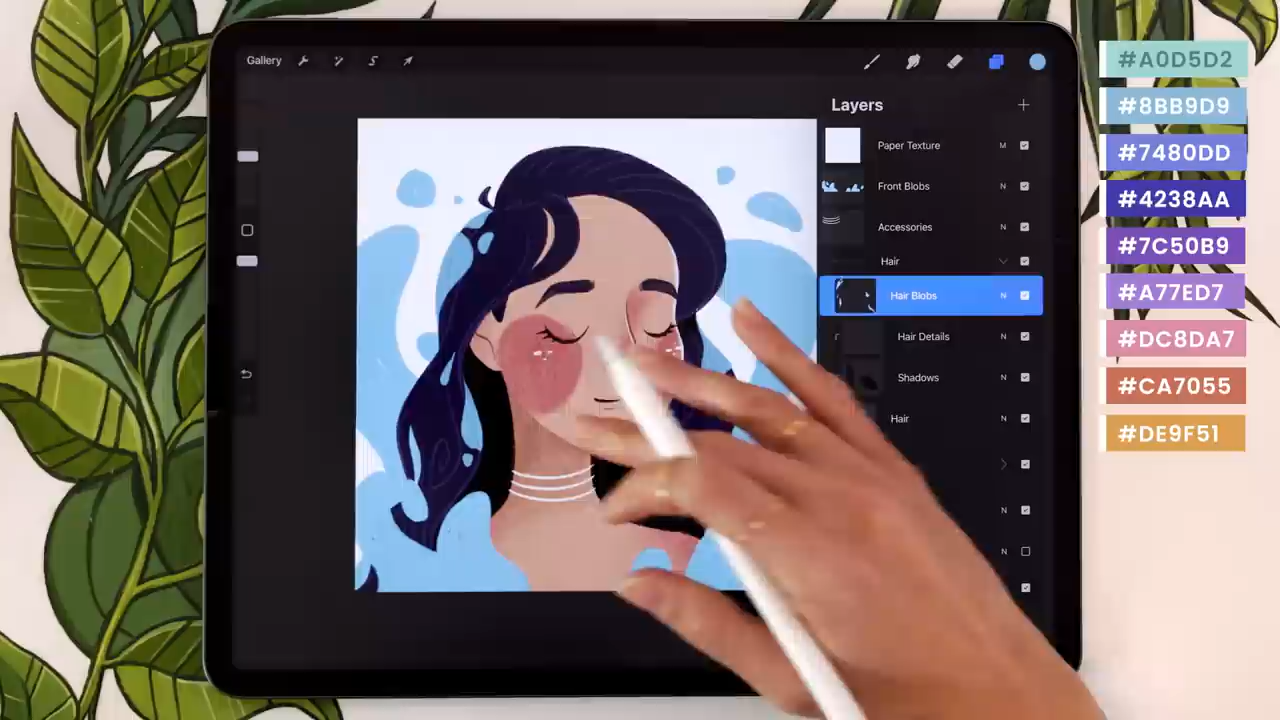 Gallery
Layers
Paper Texture M
Front Blobs N
Accessories N
Hair
Hair Blobs N
Hair Details N
Shadows N
Hair N
N
N
#A0D5D2
#8BB9D9
#7480DD
#4238AA
#7C50B9
#A77ED7
#DC8DA7
#CA7055
#DE9F51